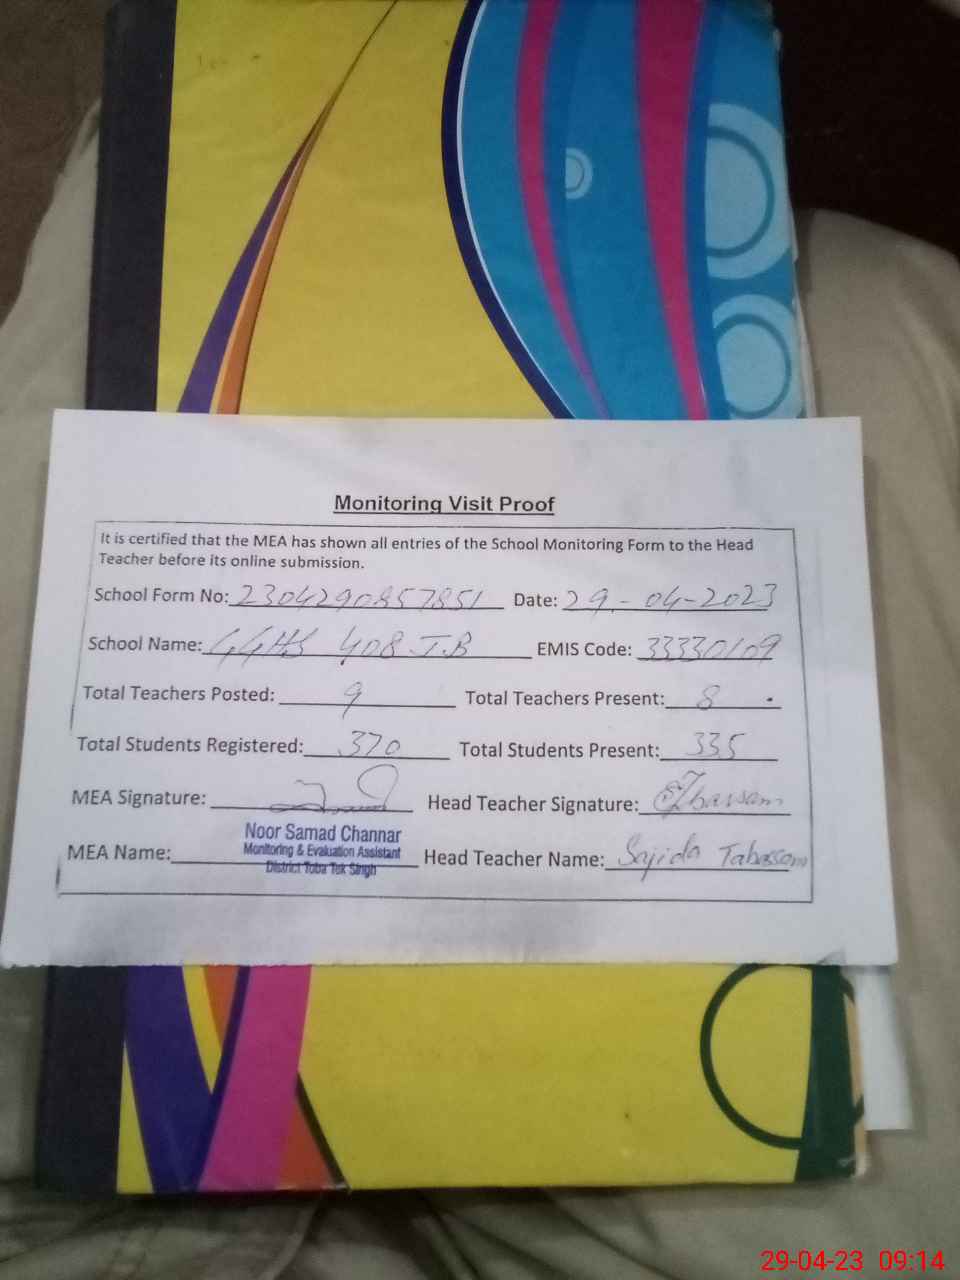 Monitoring Visit Proof
It is certified that the MEA has shown all entries of the School Monitoring Form to the Head
Teacher before its online submission.
School Form No: 2304290857851 Date: 29-04-2023
School Name: GGHS 408 JB EMIS Code: 33330109
Total Teachers Posted: 9 Total Teachers Present: 8
Total Students Registered: 370 Total Students Present: 335
MEA Signature: Head Teacher Signature: STbassam
Noor Samad Channar
Monitoring & Evaluation Assistant
MEA Name: Head Teacher Name: Sajida Tabassam
District Toba Tek Singh
29-04-23 09:14